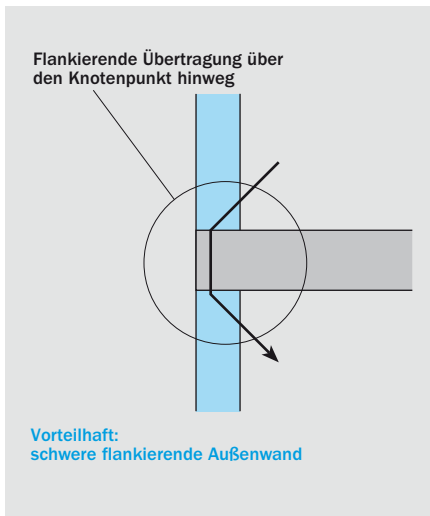 Flankierende Übertragung über
den Knotenpunkt hinweg
Vorteilhaft:
schwere flankierende Außenwand